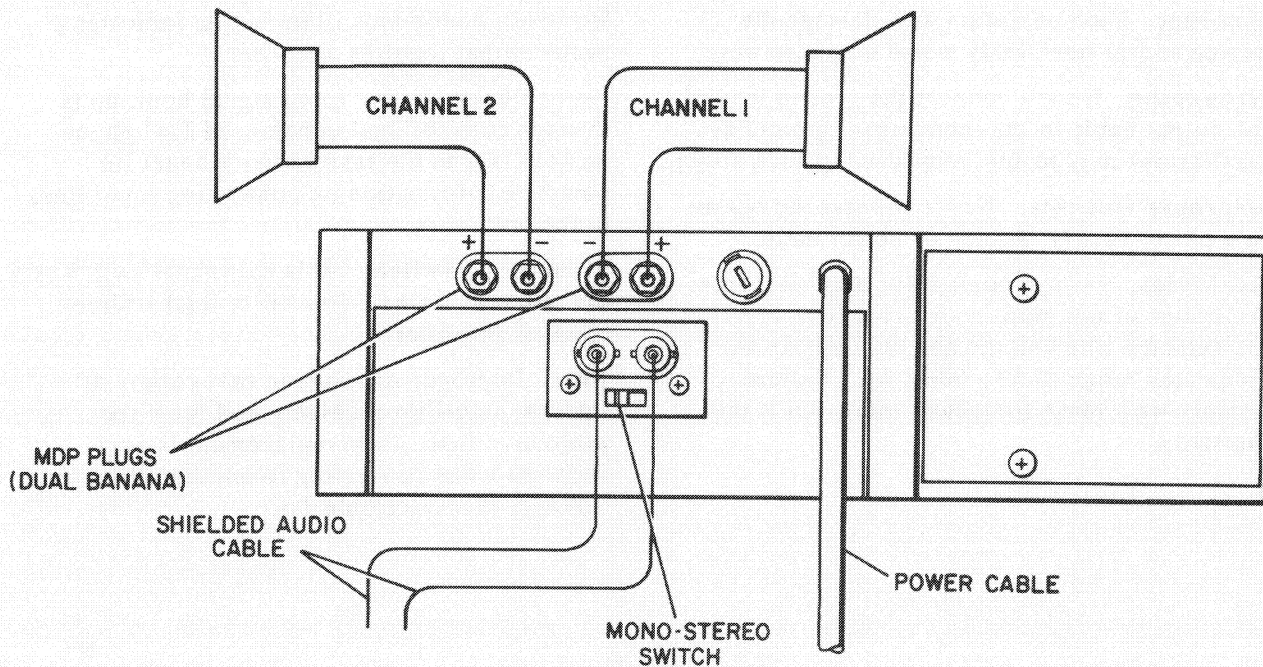 CHANNEL 2
CHANNEL 1
+ - - +
MDP PLUGS
(DUAL BANANA)
SHIELDED AUDIO
CABLE
POWER CABLE
MONO-STEREO
SWITCH